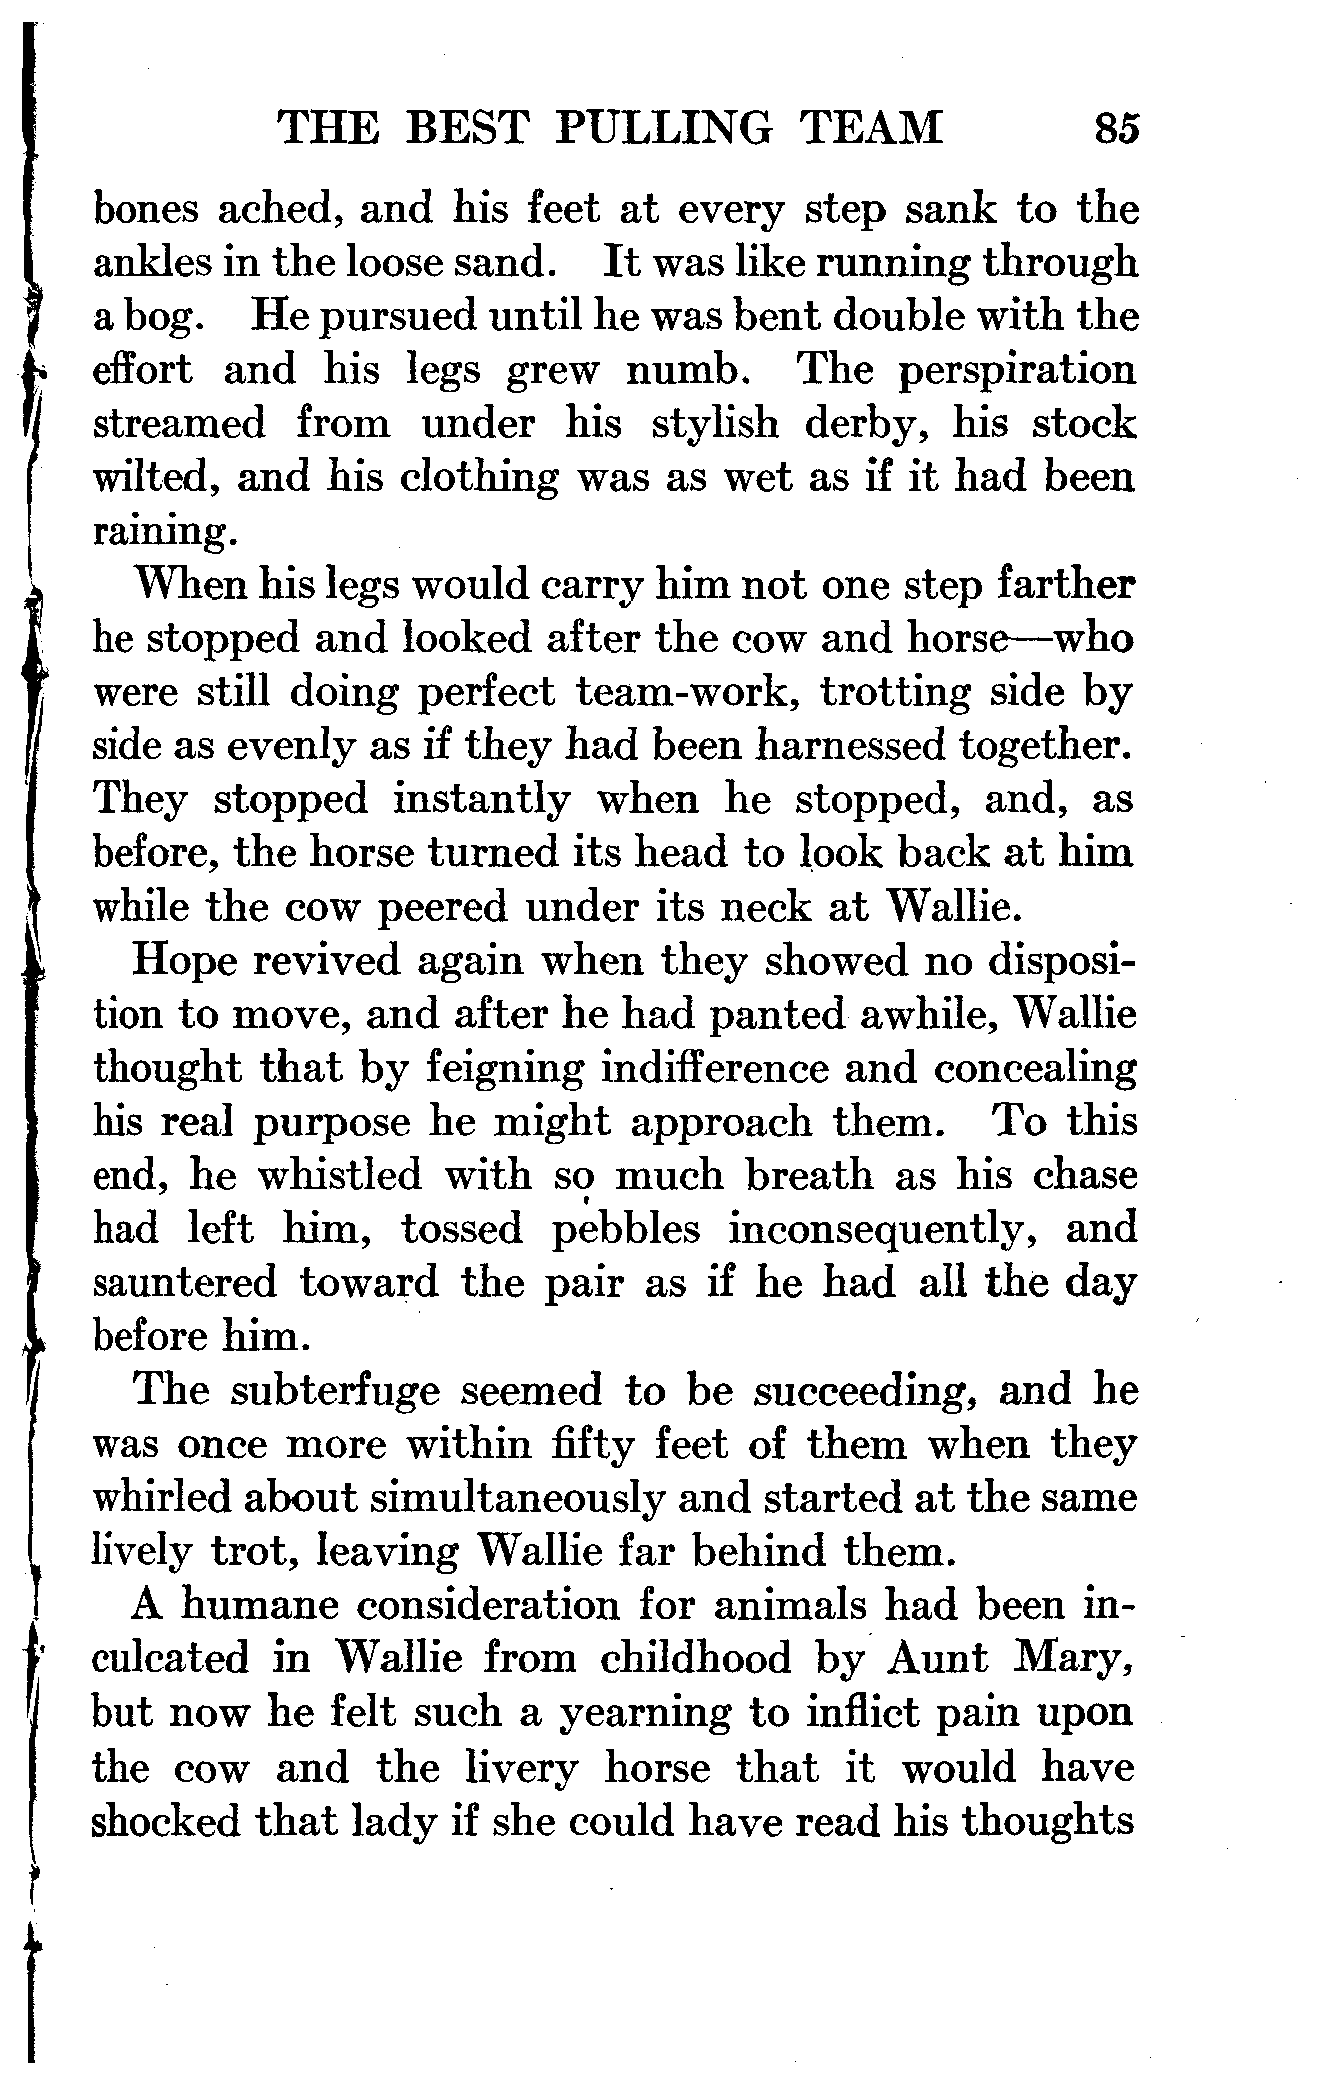 THE BEST PULLING TEAM 85
bones ached, and his feet at every step sank to the
ankles in the loose sand. It was like running through
a bog. He pursued until he was bent double with the
effort and his legs grew numb. The perspiration
streamed from under his stylish derby, his stock
wilted, and his clothing was as wet as if it had been
raining.
When his legs would carry him not one step farther
he stopped and looked after the cow and horse—who
were still doing perfect team-work, trotting side by
side as evenly as if they had been harnessed together.
They stopped instantly when he stopped, and, as
before, the horse turned its head to look back at him
while the cow peered under its neck at Wallie.
Hope revived again when they showed no disposi-
tion to move, and after he had panted awhile, Wallie
thought that by feigning indifference and concealing
his real purpose he might approach them. To this
end, he whistled with so much breath as his chase
had left him, tossed pebbles inconsequently, and
sauntered toward the pair as if he had all the day
before him.
The subterfuge seemed to be succeeding, and he
was once more within fifty feet of them when they
whirled about simultaneously and started at the same
lively trot, leaving Wallie far behind them.
A humane consideration for animals had been in-
culcated in Wallie from childhood by Aunt Mary,
but now he felt such a yearning to inflict pain upon
the cow and the livery horse that it would have
shocked that lady if she could have read his thoughts